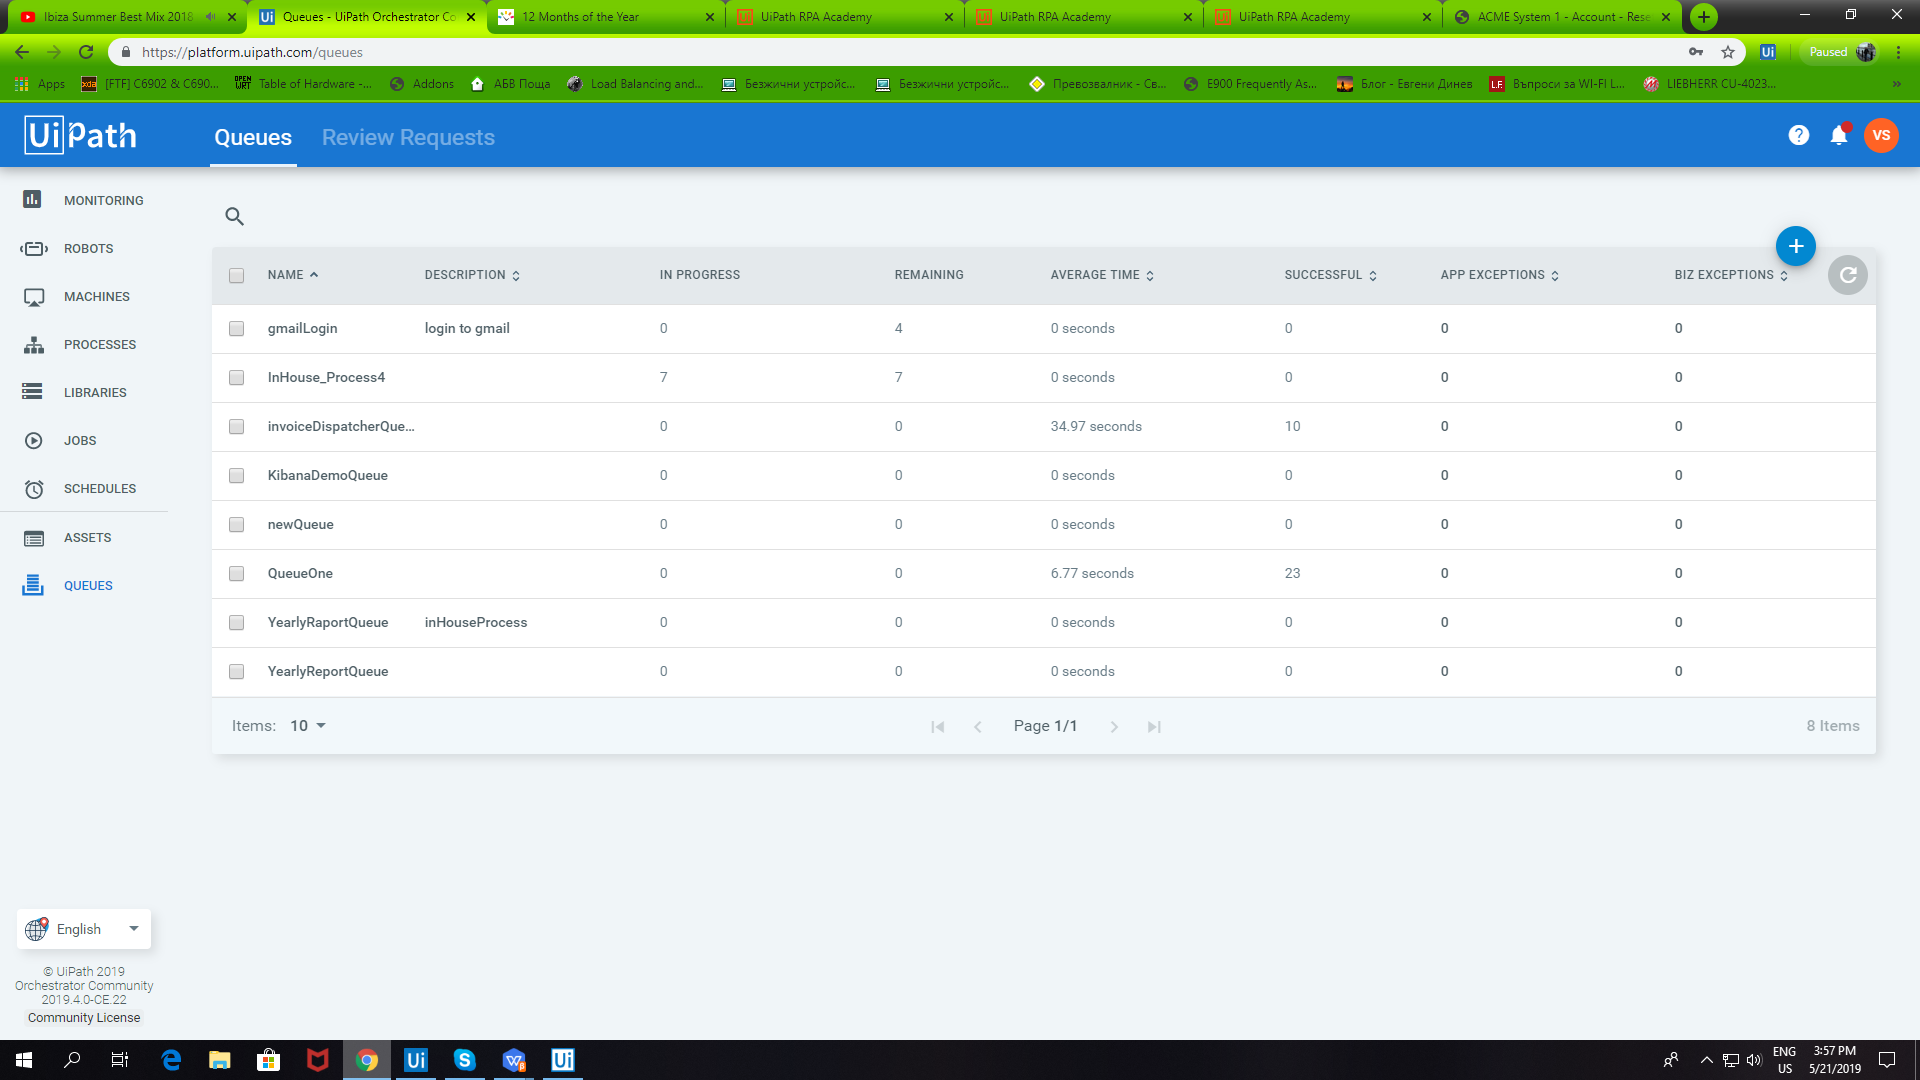 Ibiza Summer Best Mix 2018
Queues - UiPath Orchestrator Co
12 Months of the Year
UiPath RPA Academy
UiPath RPA Academy
UiPath RPA Academy
ACME System 1 - Account - Rese
https://platform.uipath.com/queues
Paused
Apps
[FTF] C6902 & C690...
Table of Hardware -...
Addons
АБВ Поща
Load Balancing and...
Безжични устройс...
Безжични устройс...
Превозвалник - Св...
E900 Frequently As...
Блог - Евгени Динев
Въпроси за WI-FI L...
LIEBHERR CU-4023...
UiPath
Queues
Review Requests
VS
MONITORING
ROBOTS
MACHINES
PROCESSES
LIBRARIES
JOBS
SCHEDULES
ASSETS
QUEUES
NAME DESCRIPTION IN PROGRESS REMAINING AVERAGE TIME SUCCESSFUL APP EXCEPTIONS BIZ EXCEPTIONS
gmailLogin login to gmail 0 4 0 seconds 0 0 0
InHouse_Process4 7 7 0 seconds 0 0 0
invoiceDispatcherQue... 0 0 34.97 seconds 10 0 0
KibanaDemoQueue 0 0 0 seconds 0 0 0
newQueue 0 0 0 seconds 0 0 0
QueueOne 0 0 6.77 seconds 23 0 0
YearlyRaportQueue inHouseProcess 0 0 0 seconds 0 0 0
YearlyReportQueue 0 0 0 seconds 0 0 0
Items: 10 Page 1/1 8 Items
English
© UiPath 2019
Orchestrator Community
2019.4.0-CE.22
Community License
ENG
US
3:57 PM
5/21/2019